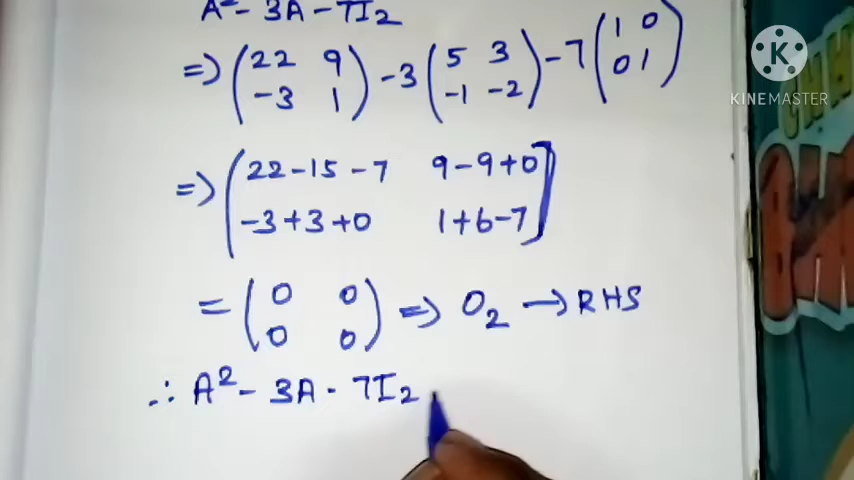 A² - 3A - 7I₂
=> (22 9 -3 1) - 3 (5 3 -1 -2) - 7 (1 0 0 1)
=> (22-15-7 9-9+0 -3+3+0 1+6-7]
= (0 0 0 0) => O₂ → RHS
∴ A² - 3A - 7I₂
K
KINEMASTER